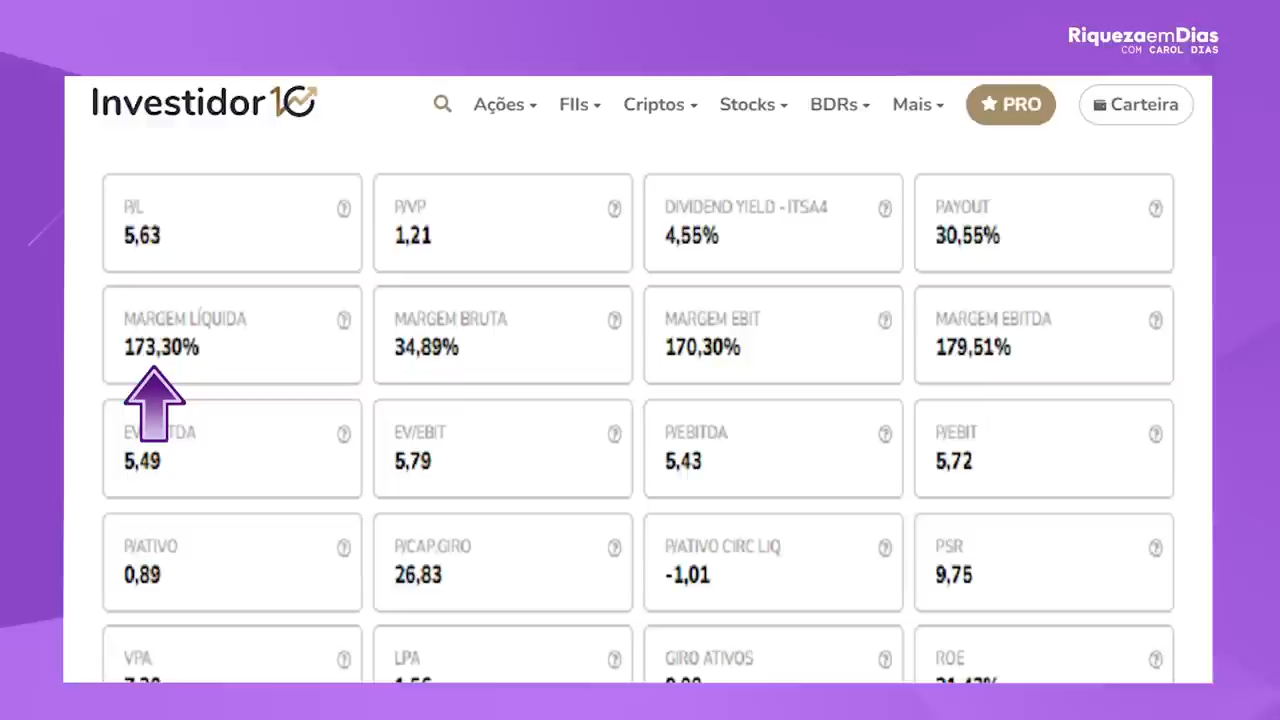 RiquezaemDias
COM CAROL DIAS
Investidor 10
Ações FIIs Criptos Stocks BDRs Mais PRO Carteira
P/L P/VP DIVIDEND YIELD - ITSA4 PAYOUT
5,63 1,21 4,55% 30,55%
MARGEM LÍQUIDA MARGEM BRUTA MARGEM EBIT MARGEM EBITDA
173,30% 34,89% 170,30% 179,51%
EV/EBIT P/EBITDA P/EBIT
5,49 5,79 5,43 5,72
P/ATIVO P/CAP.GIRO P/ATIVO CIRC LIQ PSR
0,89 26,83 -1,01 9,75
VPA LPA GIRO ATIVOS ROE